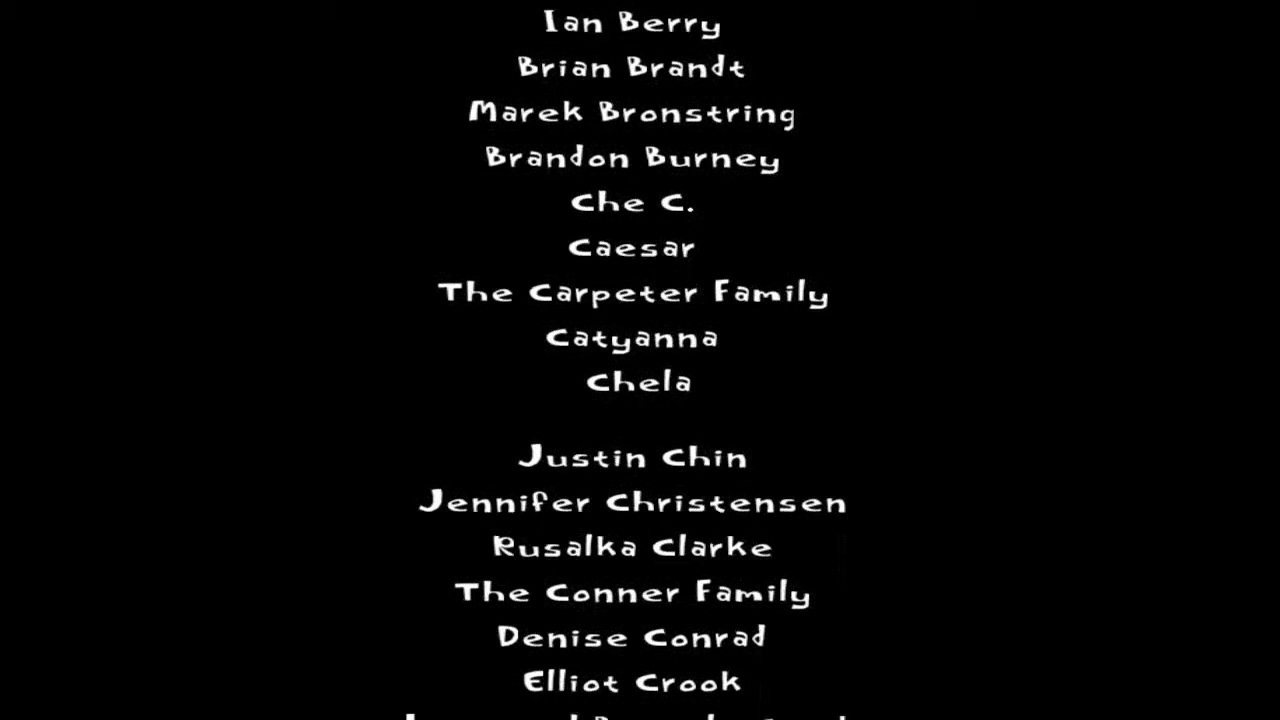 Ian Berry
Brian Brandt
Marek Bronstring
Brandon Burney
Che C.
Caesar
The Carpeter Family
Catyanna
Chela
Justin Chin
Jennifer Christensen
Rusalka Clarke
The Conner Family
Denise Conrad
Elliot Crook